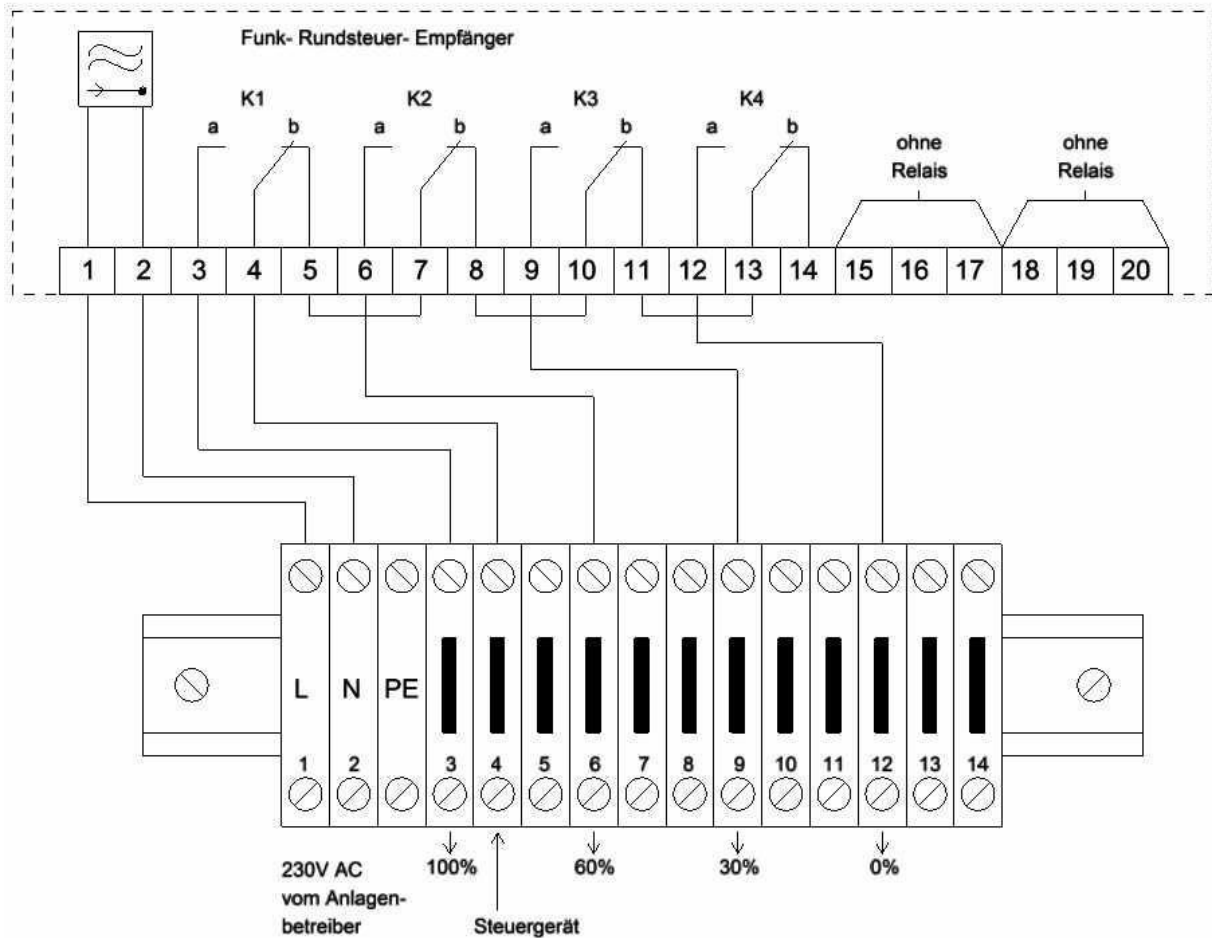 Funk- Rundsteuer- Empfänger
K1 K2 K3 K4
a b a b a b a b
ohne
Relais
ohne
Relais
1 2 3 4 5 6 7 8 9 10 11 12 13 14 15 16 17 18 19 20
L N PE
1 2 3 4 5 6 7 8 9 10 11 12 13 14
100% 60% 30% 0%
230V AC
vom Anlagen-
betreiber
Steuergerät